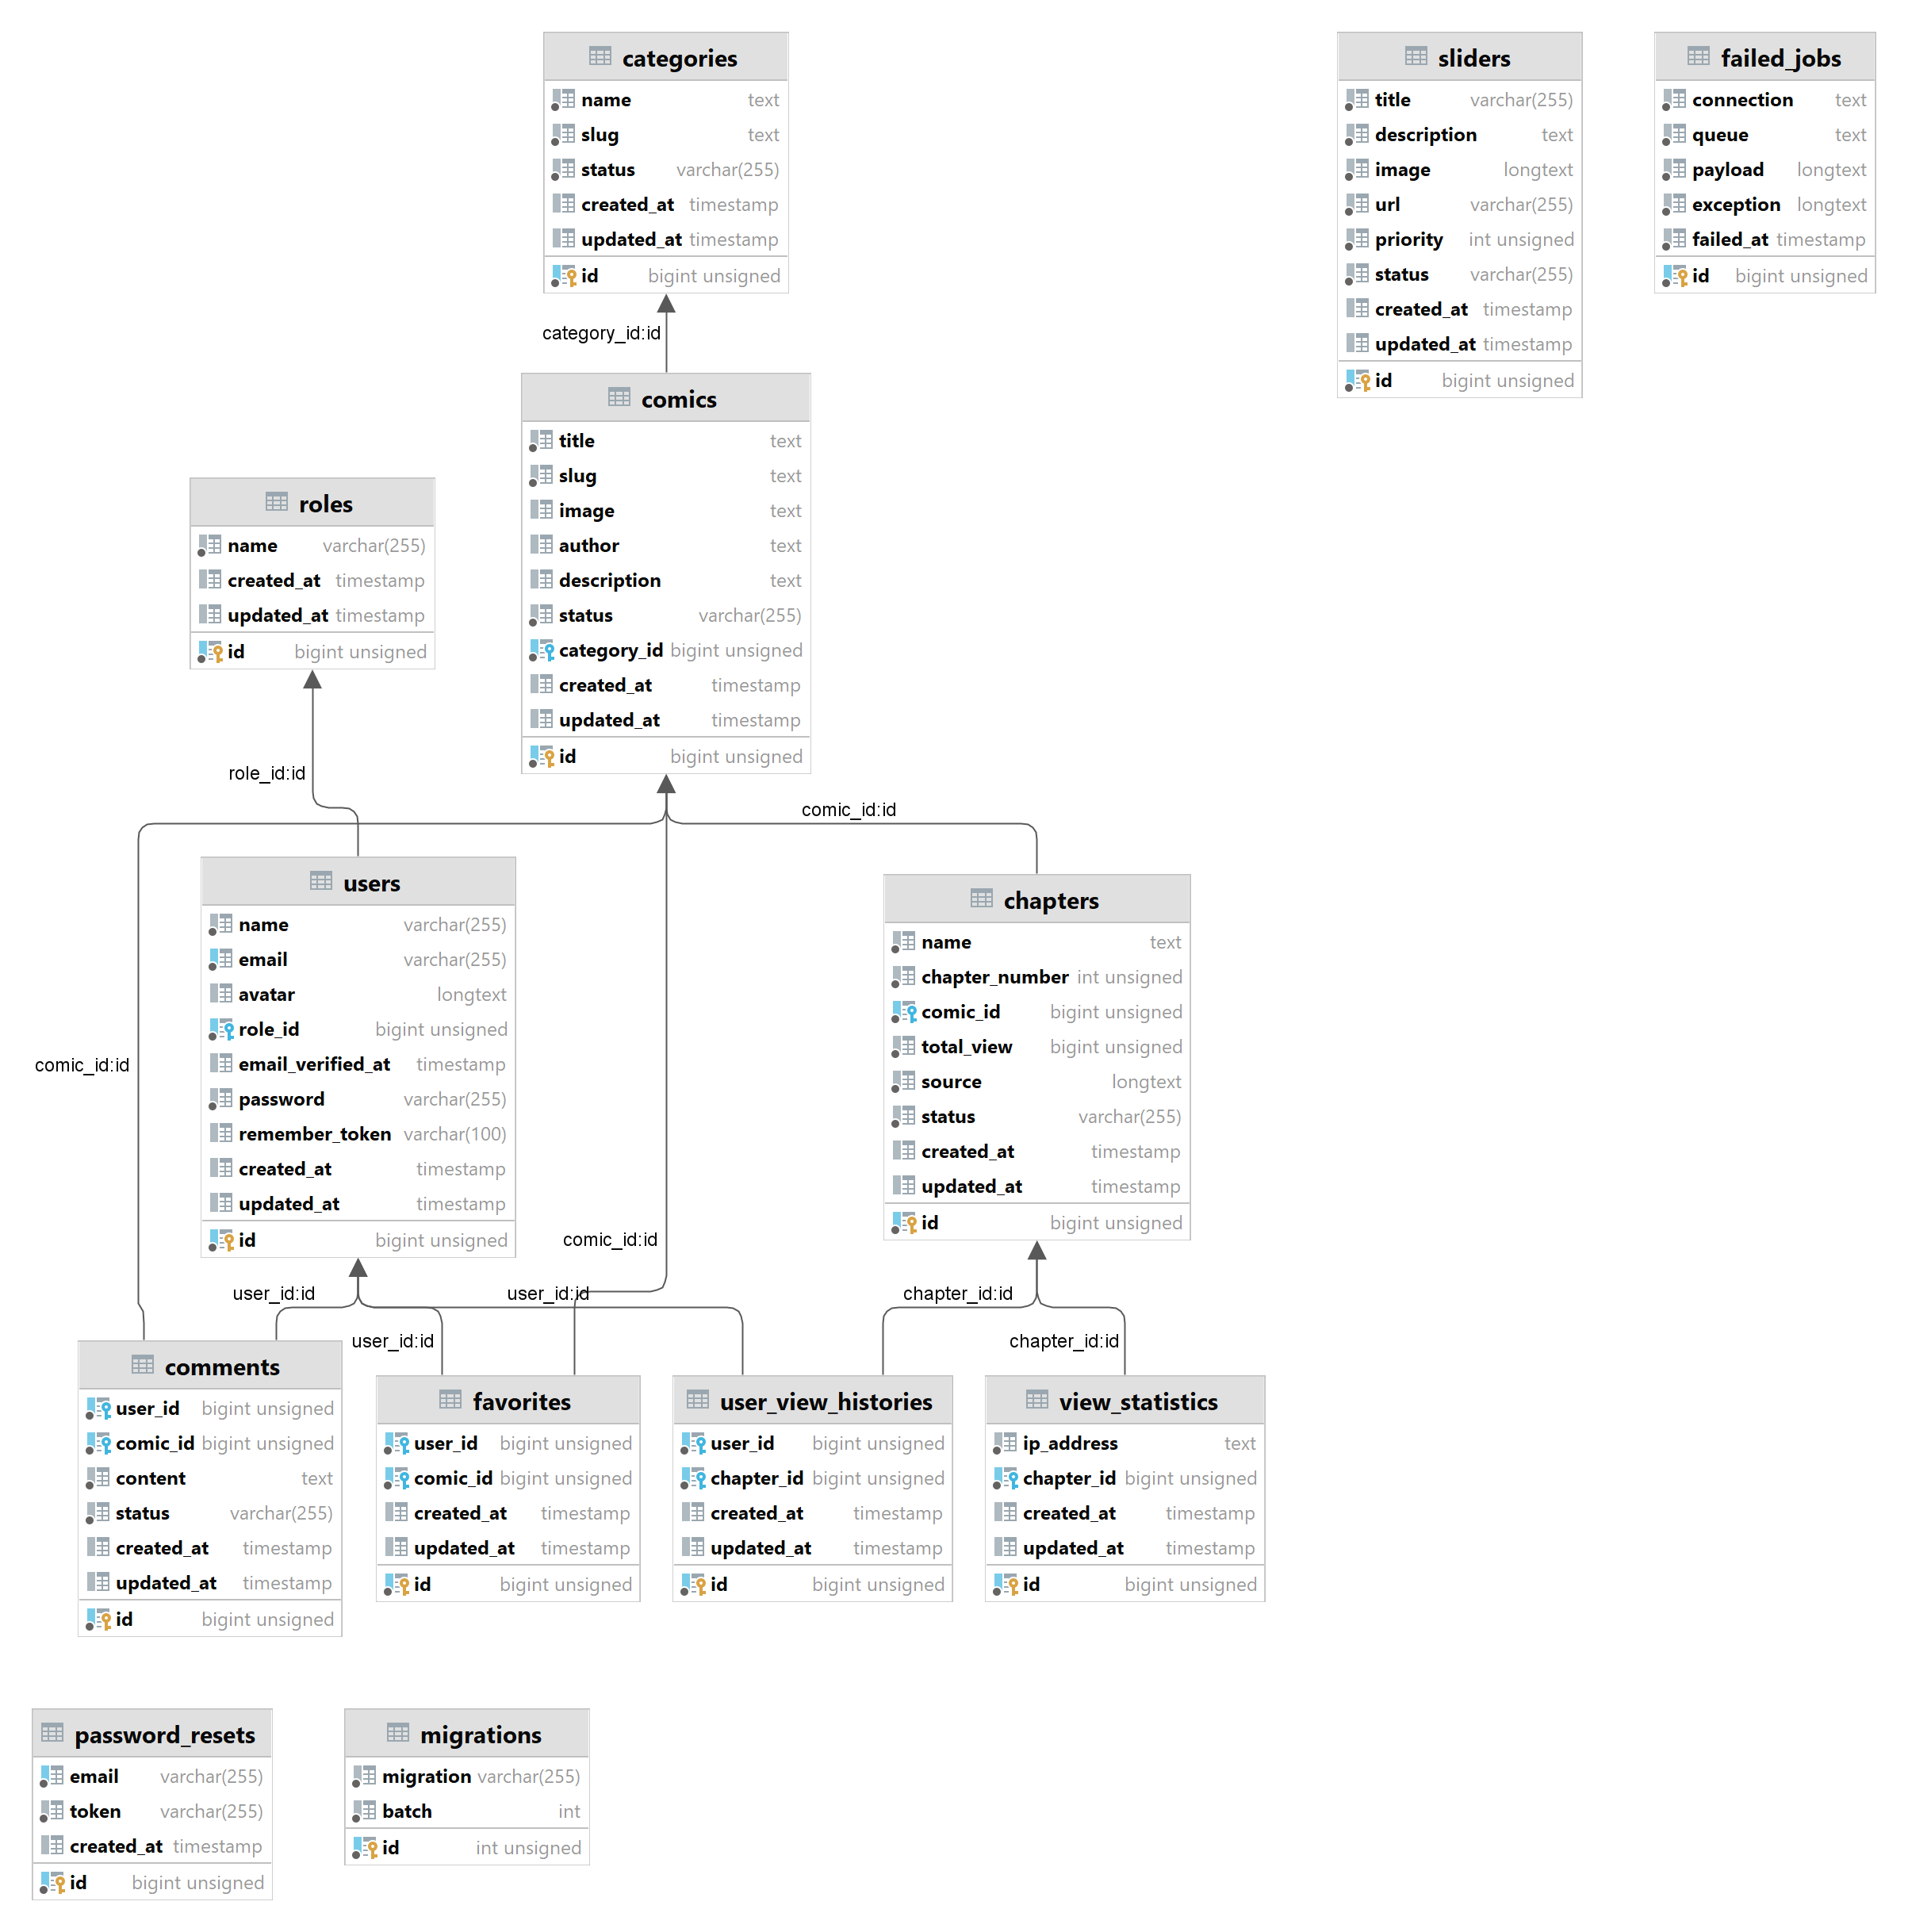 categories
name text
slug text
status varchar(255)
created_at timestamp
updated_at timestamp
id bigint unsigned
sliders
title varchar(255)
description text
image longtext
url varchar(255)
priority int unsigned
status varchar(255)
created_at timestamp
updated_at timestamp
id bigint unsigned
failed_jobs
connection text
queue text
payload longtext
exception longtext
failed_at timestamp
id bigint unsigned
category_id:id
comics
title text
slug text
image text
author text
description text
status varchar(255)
category_id bigint unsigned
created_at timestamp
updated_at timestamp
id bigint unsigned
roles
name varchar(255)
created_at timestamp
updated_at timestamp
id bigint unsigned
role_id:id
comic_id:id
users
name varchar(255)
email varchar(255)
avatar longtext
role_id bigint unsigned
email_verified_at timestamp
password varchar(255)
remember_token varchar(100)
created_at timestamp
updated_at timestamp
id bigint unsigned
chapters
name text
chapter_number int unsigned
comic_id bigint unsigned
total_view bigint unsigned
source longtext
status varchar(255)
created_at timestamp
updated_at timestamp
id bigint unsigned
comic_id:id
comic_id:id
user_id:id
user_id:id
chapter_id:id
user_id:id
chapter_id:id
comments
user_id bigint unsigned
comic_id bigint unsigned
content text
status varchar(255)
created_at timestamp
updated_at timestamp
id bigint unsigned
favorites
user_id bigint unsigned
comic_id bigint unsigned
created_at timestamp
updated_at timestamp
id bigint unsigned
user_view_histories
user_id bigint unsigned
chapter_id bigint unsigned
created_at timestamp
updated_at timestamp
id bigint unsigned
view_statistics
ip_address text
chapter_id bigint unsigned
created_at timestamp
updated_at timestamp
id bigint unsigned
password_resets
email varchar(255)
token varchar(255)
created_at timestamp
id bigint unsigned
migrations
migration varchar(255)
batch int
id int unsigned